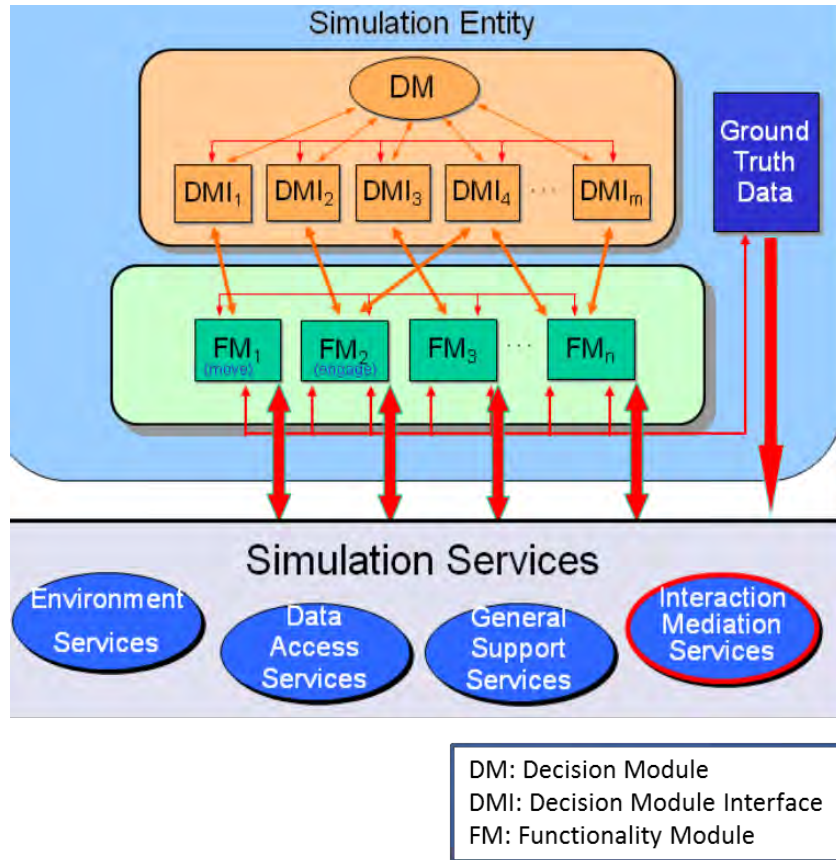 Simulation Entity
DM
Ground
Truth
Data
DMI₁ DMI₂ DMI₃ DMI₄ ... DMIₘ
FM₁ FM₂ FM₃ ... FMₙ
(move) (engage)
Simulation Services
Environment
Services
Data
Access
Services
General
Support
Services
Interaction
Mediation
Services
DM: Decision Module
DMI: Decision Module Interface
FM: Functionality Module